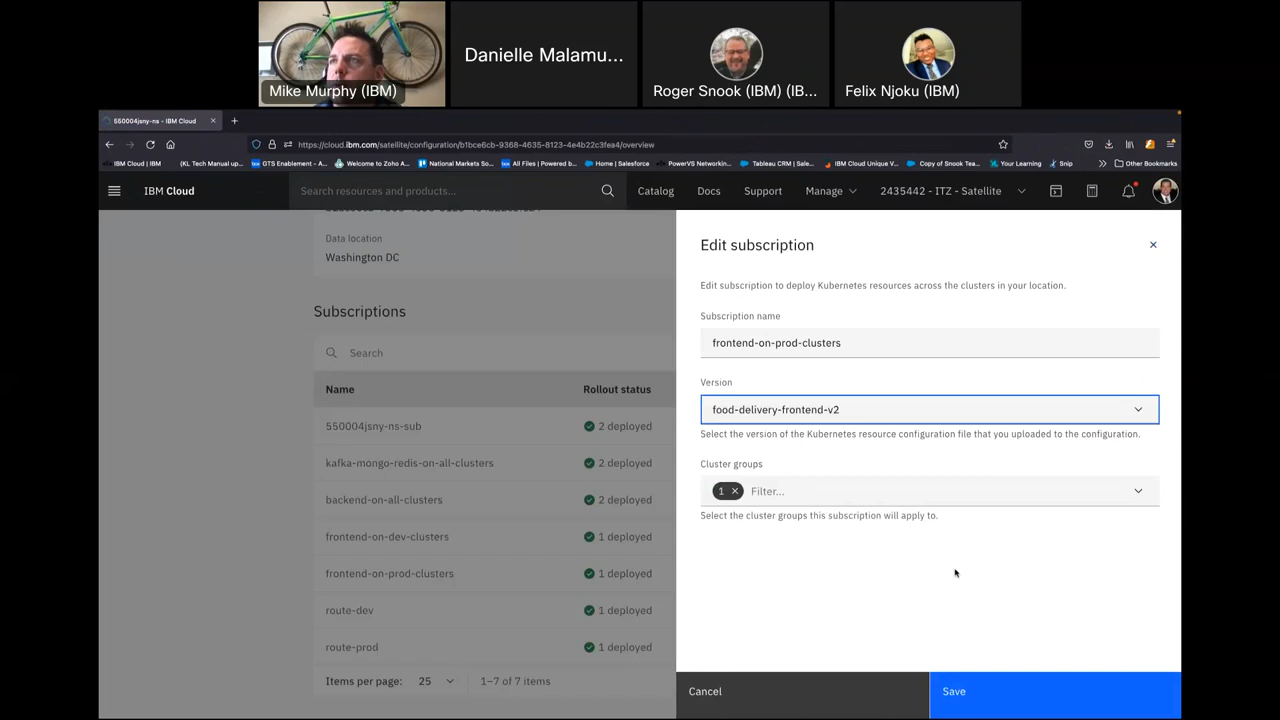 Danielle Malamu...
Mike Murphy (IBM)
Roger Snook (IBM) (IB...
Felix Njoku (IBM)
550004jsny-ns - IBM Cloud
https://cloud.ibm.com/satellite/configuration/b1bce6cb-9368-4635-8123-4e4b22c3fea4/overview
IBM Cloud | IBM
(KL Tech Manual up...
GTS Enablement - A...
Welcome to Zoho A...
National Markets So...
All Files | Powered b...
Home | Salesforce
PowerVS Networkin...
Tableau CRM | Sale...
IBM Cloud Unique V...
Copy of Snook Tea...
Your Learning
Snip
Other Bookmarks
IBM Cloud
Search resources and products...
Catalog
Docs
Support
Manage
2435442 - ITZ - Satellite
Data location
Washington DC
Subscriptions
Search
Name
Rollout status
550004jsny-ns-sub
2 deployed
kafka-mongo-redis-on-all-clusters
2 deployed
backend-on-all-clusters
2 deployed
frontend-on-dev-clusters
1 deployed
frontend-on-prod-clusters
1 deployed
route-dev
1 deployed
route-prod
1 deployed
Items per page: 25
1–7 of 7 items
Edit subscription
Edit subscription to deploy Kubernetes resources across the clusters in your location.
Subscription name
frontend-on-prod-clusters
Version
food-delivery-frontend-v2
Select the version of the Kubernetes resource configuration file that you uploaded to the configuration.
Cluster groups
1
Filter...
Select the cluster groups this subscription will apply to.
Cancel
Save